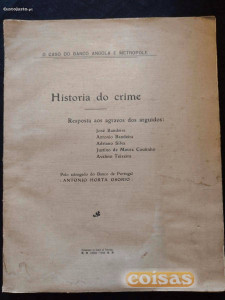 O CASO DO BANCO ANGOLA E METROPOLE
Historia do crime
Resposta aos agravos dos arguidos:
José Bandeira
Antonio Bandeira
Adriano Silva
Justino de Moura Coutinho
Avelino Teixeira
Pelo advogado do Banco de Portugal
ANTONIO HORTA OSORIO
coisas